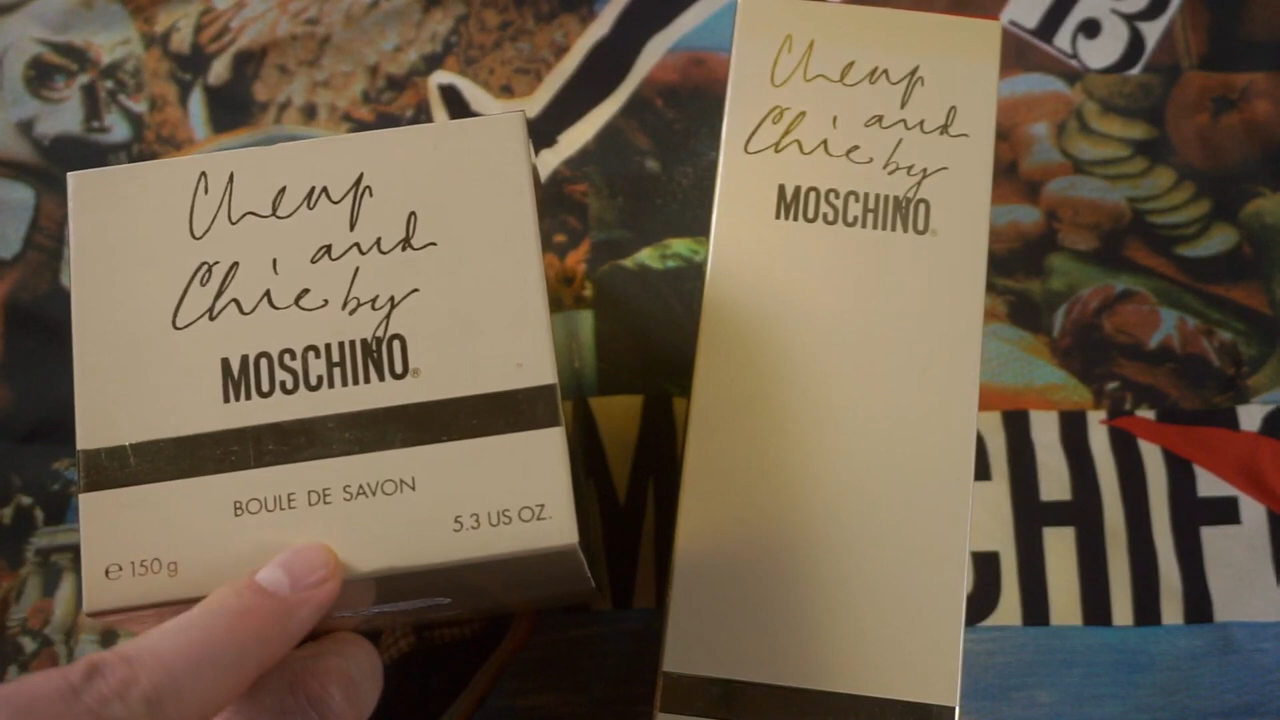 Cheap
and
Chic by
MOSCHINO®
BOULE DE SAVON
5.3 US OZ.
℮ 150 g
Cheap
and
Chic by
MOSCHINO®
13
M
CHIF